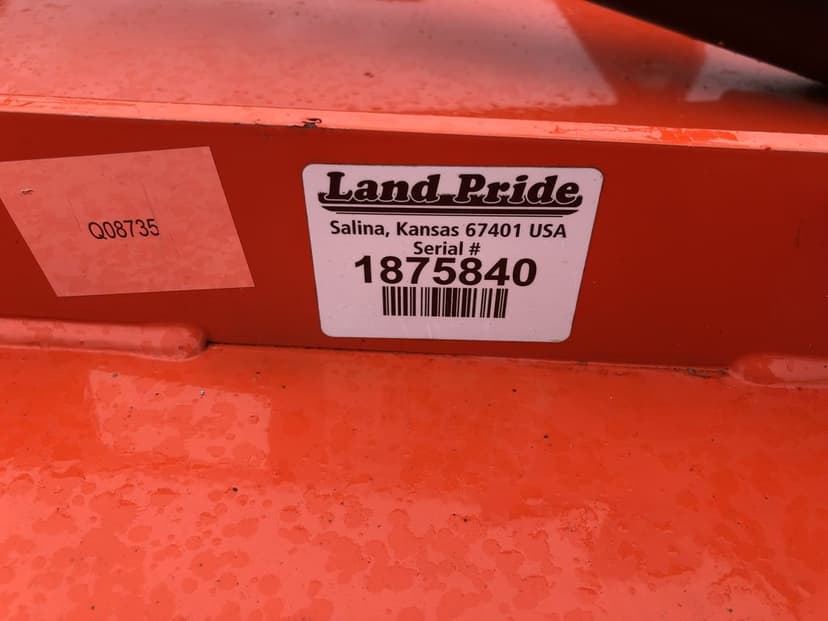 Q08735
Land Pride
Salina, Kansas 67401 USA
Serial #
1875840